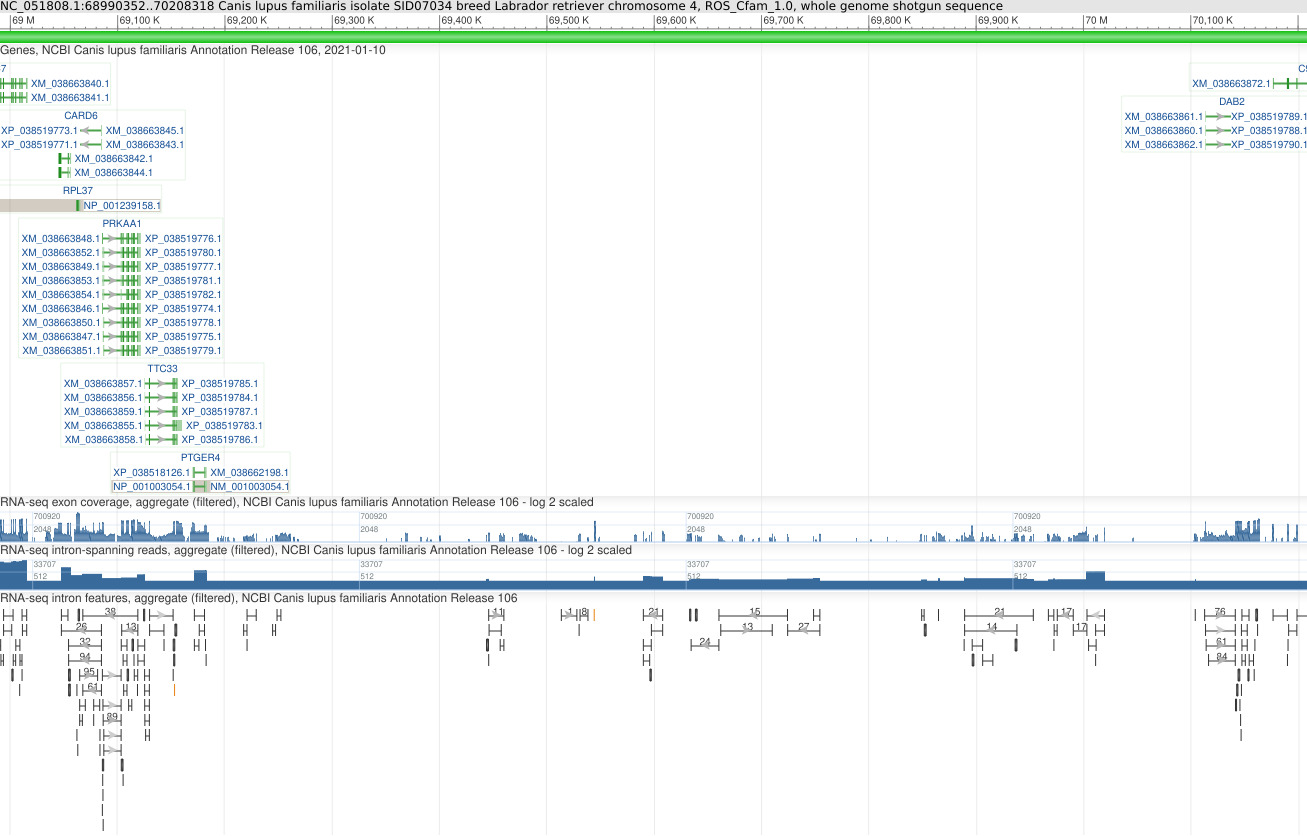 NC_051808.1:68990352..70208318 Canis lupus familiaris isolate SID07034 breed Labrador retriever chromosome 4, ROS_Cfam_1.0, whole genome shotgun sequence
69 M 69,100 K 69,200 K 69,300 K 69,400 K 69,500 K 69,600 K 69,700 K 69,800 K 69,900 K 70 M 70,100 K
Genes, NCBI Canis lupus familiaris Annotation Release 106, 2021-01-10
7 C9
XM_038663840.1 XM_038663872.1
XM_038663841.1
DAB2
CARD6 XM_038663861.1 XP_038519789.1
XP_038519773.1 XM_038663845.1 XM_038663860.1 XP_038519788.1
XP_038519771.1 XM_038663843.1 XM_038663862.1 XP_038519790.1
XM_038663842.1
XM_038663844.1
RPL37
NP_001239158.1
PRKAA1
XM_038663848.1 XP_038519776.1
XM_038663852.1 XP_038519780.1
XM_038663849.1 XP_038519777.1
XM_038663853.1 XP_038519781.1
XM_038663854.1 XP_038519782.1
XM_038663846.1 XP_038519774.1
XM_038663850.1 XP_038519778.1
XM_038663847.1 XP_038519775.1
XM_038663851.1 XP_038519779.1
TTC33
XM_038663857.1 XP_038519785.1
XM_038663856.1 XP_038519784.1
XM_038663859.1 XP_038519787.1
XM_038663855.1 XP_038519783.1
XM_038663858.1 XP_038519786.1
PTGER4
XP_038518126.1 XM_038662198.1
NP_001003054.1 NM_001003054.1
RNA-seq exon coverage, aggregate (filtered), NCBI Canis lupus familiaris Annotation Release 106 - log 2 scaled
700920 700920 700920 700920
2048 2048 2048 2048
RNA-seq intron-spanning reads, aggregate (filtered), NCBI Canis lupus familiaris Annotation Release 106 - log 2 scaled
33707 33707 33707 33707
512 512 512 512
RNA-seq intron features, aggregate (filtered), NCBI Canis lupus familiaris Annotation Release 106
38 11 1 8 21 15 21 17 76
26 13 13 27 14 17
32 24 61
94 84
95
61
89